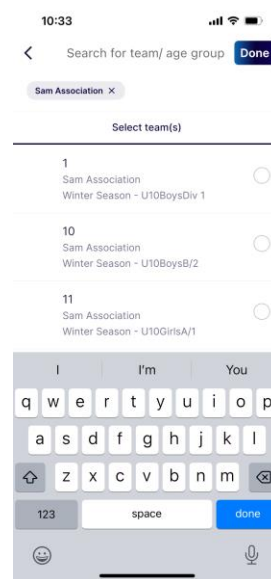 10:33
Search for team/ age group
Done
Sam Association ×
Select team(s)
1
Sam Association
Winter Season - U10BoysDiv 1
10
Sam Association
Winter Season - U10BoysB/2
11
Sam Association
Winter Season - U10GirlsA/1
I I'm You
q w e r t y u i o p
a s d f g h j k l
z x c v b n m
123 space done